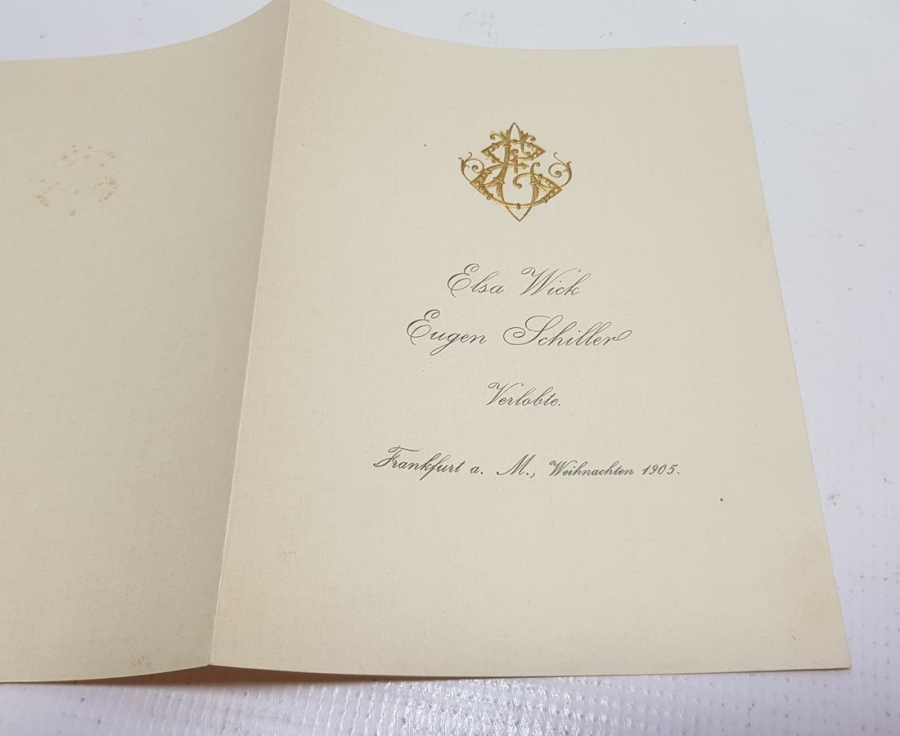 Elsa Wick
Eugen Schiller
Verlobte.
Frankfurt a. M., Weihnachten 1905.